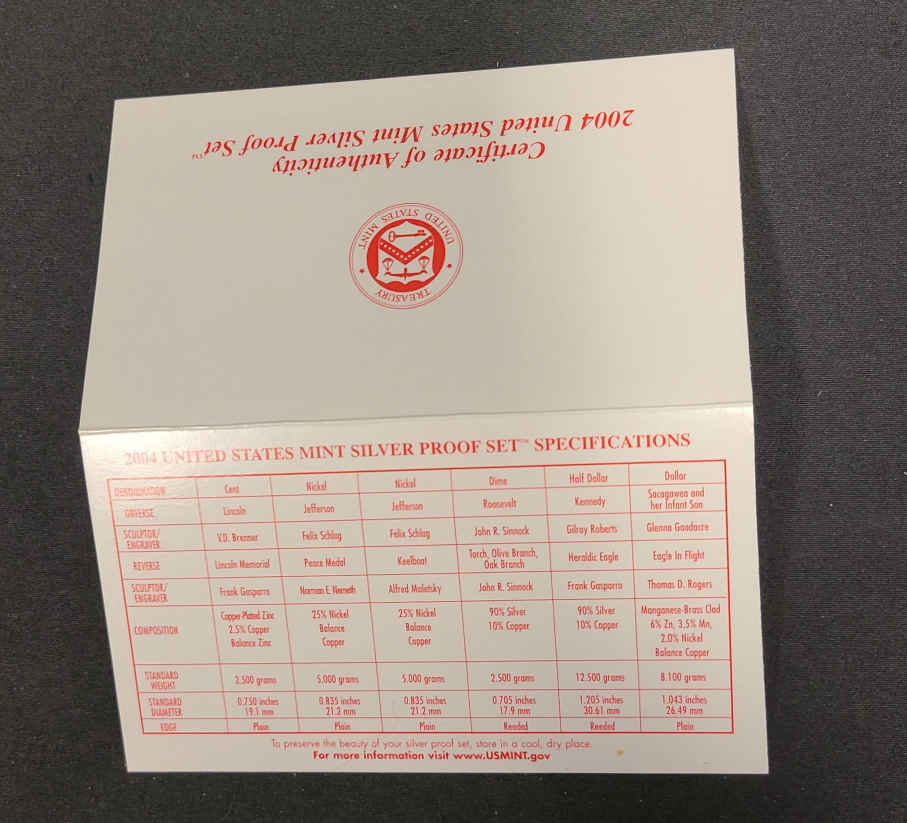 2004 United States Mint Silver Proof Set™
Certificate of Authenticity
UNITED STATES MINT
TREASURY
2004 UNITED STATES MINT SILVER PROOF SET™ SPECIFICATIONS
DENOMINATION Cent Nickel Nickel Dime Half Dollar Dollar
OBVERSE Lincoln Jefferson Jefferson Roosevelt Kennedy Sacagawea and
her Infant Son
SCULPTOR/
ENGRAVER V.D. Brenner Felix Schlag Felix Schlag John R. Sinnock Gilroy Roberts Glenna Goodacre
REVERSE Lincoln Memorial Peace Medal Keelboat Torch, Olive Branch, Heraldic Eagle Eagle In Flight
Oak Branch
SCULPTOR/
ENGRAVER Frank Gasparro Norman E. Nemeth Alfred Maletsky John R. Sinnock Frank Gasparro Thomas D. Rogers
COMPOSITION Copper-Plated Zinc 25% Nickel 25% Nickel 90% Silver 90% Silver Manganese-Brass Clad
2.5% Copper Balance Balance 10% Copper 10% Copper 6% Zn, 3.5% Mn,
Balance Zinc Copper Copper 2.0% Nickel
Balance Copper
STANDARD
WEIGHT 2.500 grams 5.000 grams 5.000 grams 2.500 grams 12.500 grams 8.100 grams
STANDARD 0.750 inches 0.835 inches 0.835 inches 0.705 inches 1.205 inches 1.043 inches
DIAMETER 19.1 mm 21.2 mm 21.2 mm 17.9 mm 30.61 mm 26.49 mm
EDGE Plain Plain Plain Reeded Reeded Plain
To preserve the beauty of your silver proof set, store in a cool, dry place.
For more information visit www.USMINT.gov